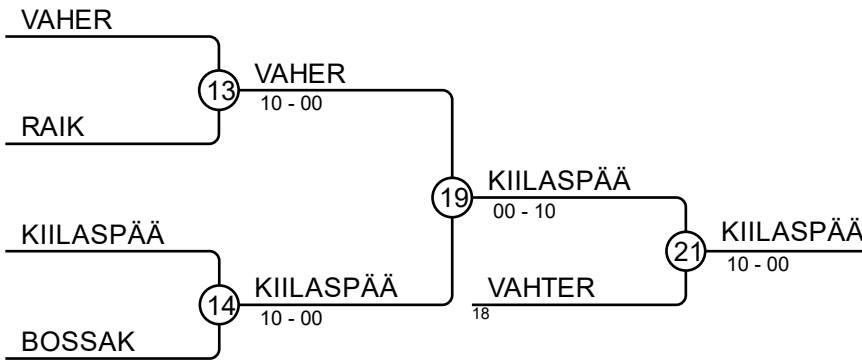 VAHER
13
VAHER
10 - 00
RAIK
19
KIILASPÄÄ
00 - 10
KIILASPÄÄ
21
KIILASPÄÄ
10 - 00
14
KIILASPÄÄ
10 - 00
VAHTER
18
BOSSAK